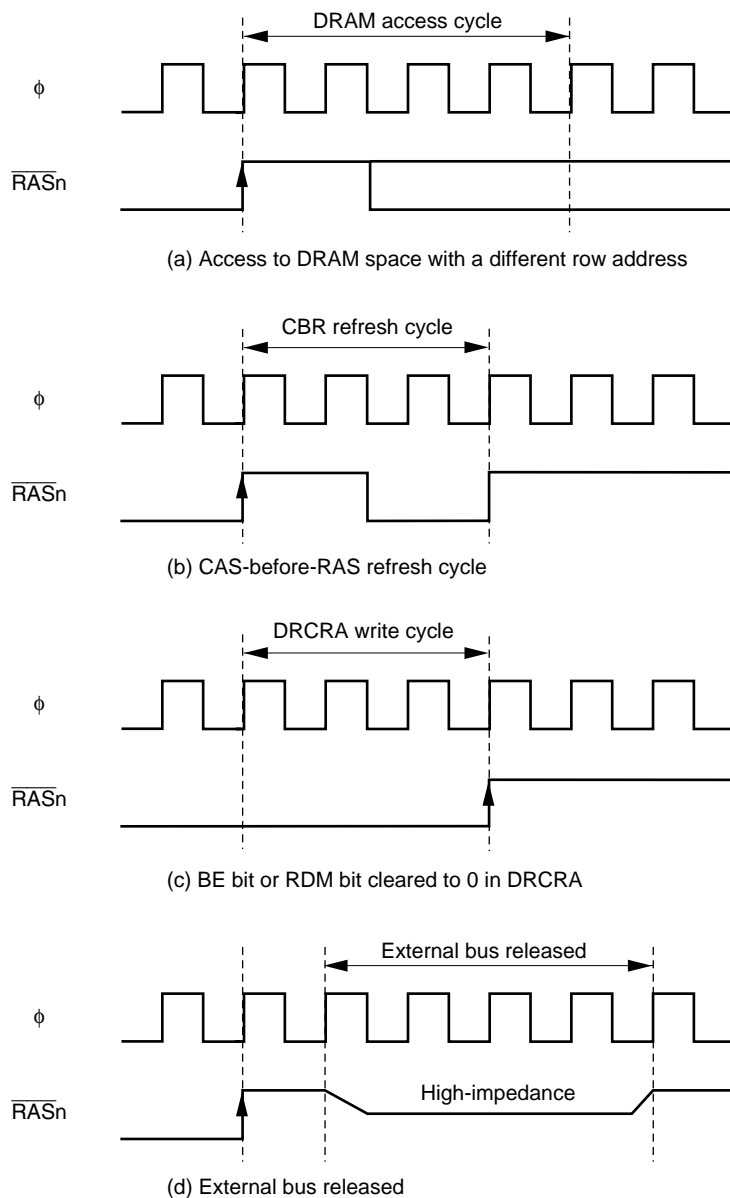 DRAM access cycle
φ
RASn
(a) Access to DRAM space with a different row address
CBR refresh cycle
φ
RASn
(b) CAS-before-RAS refresh cycle
DRCRA write cycle
φ
RASn
(c) BE bit or RDM bit cleared to 0 in DRCRA
External bus released
φ
High-impedance
RASn
(d) External bus released